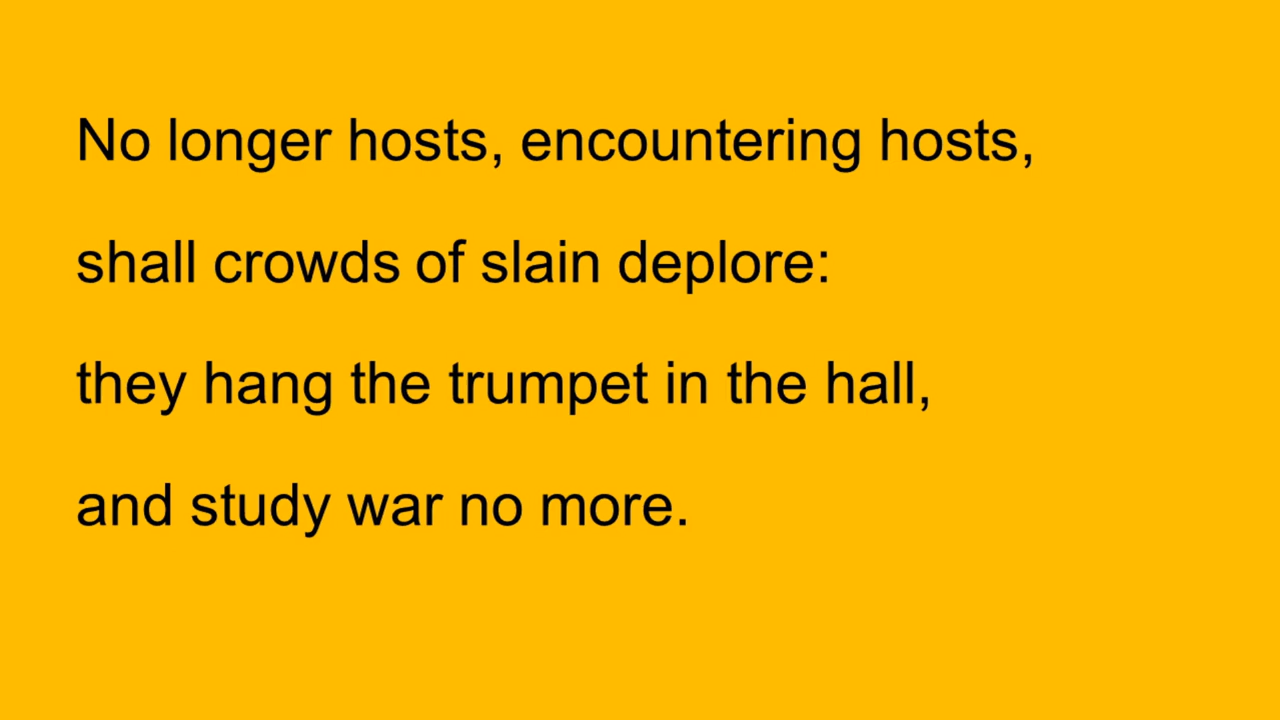 No longer hosts, encountering hosts,
shall crowds of slain deplore:
they hang the trumpet in the hall,
and study war no more.